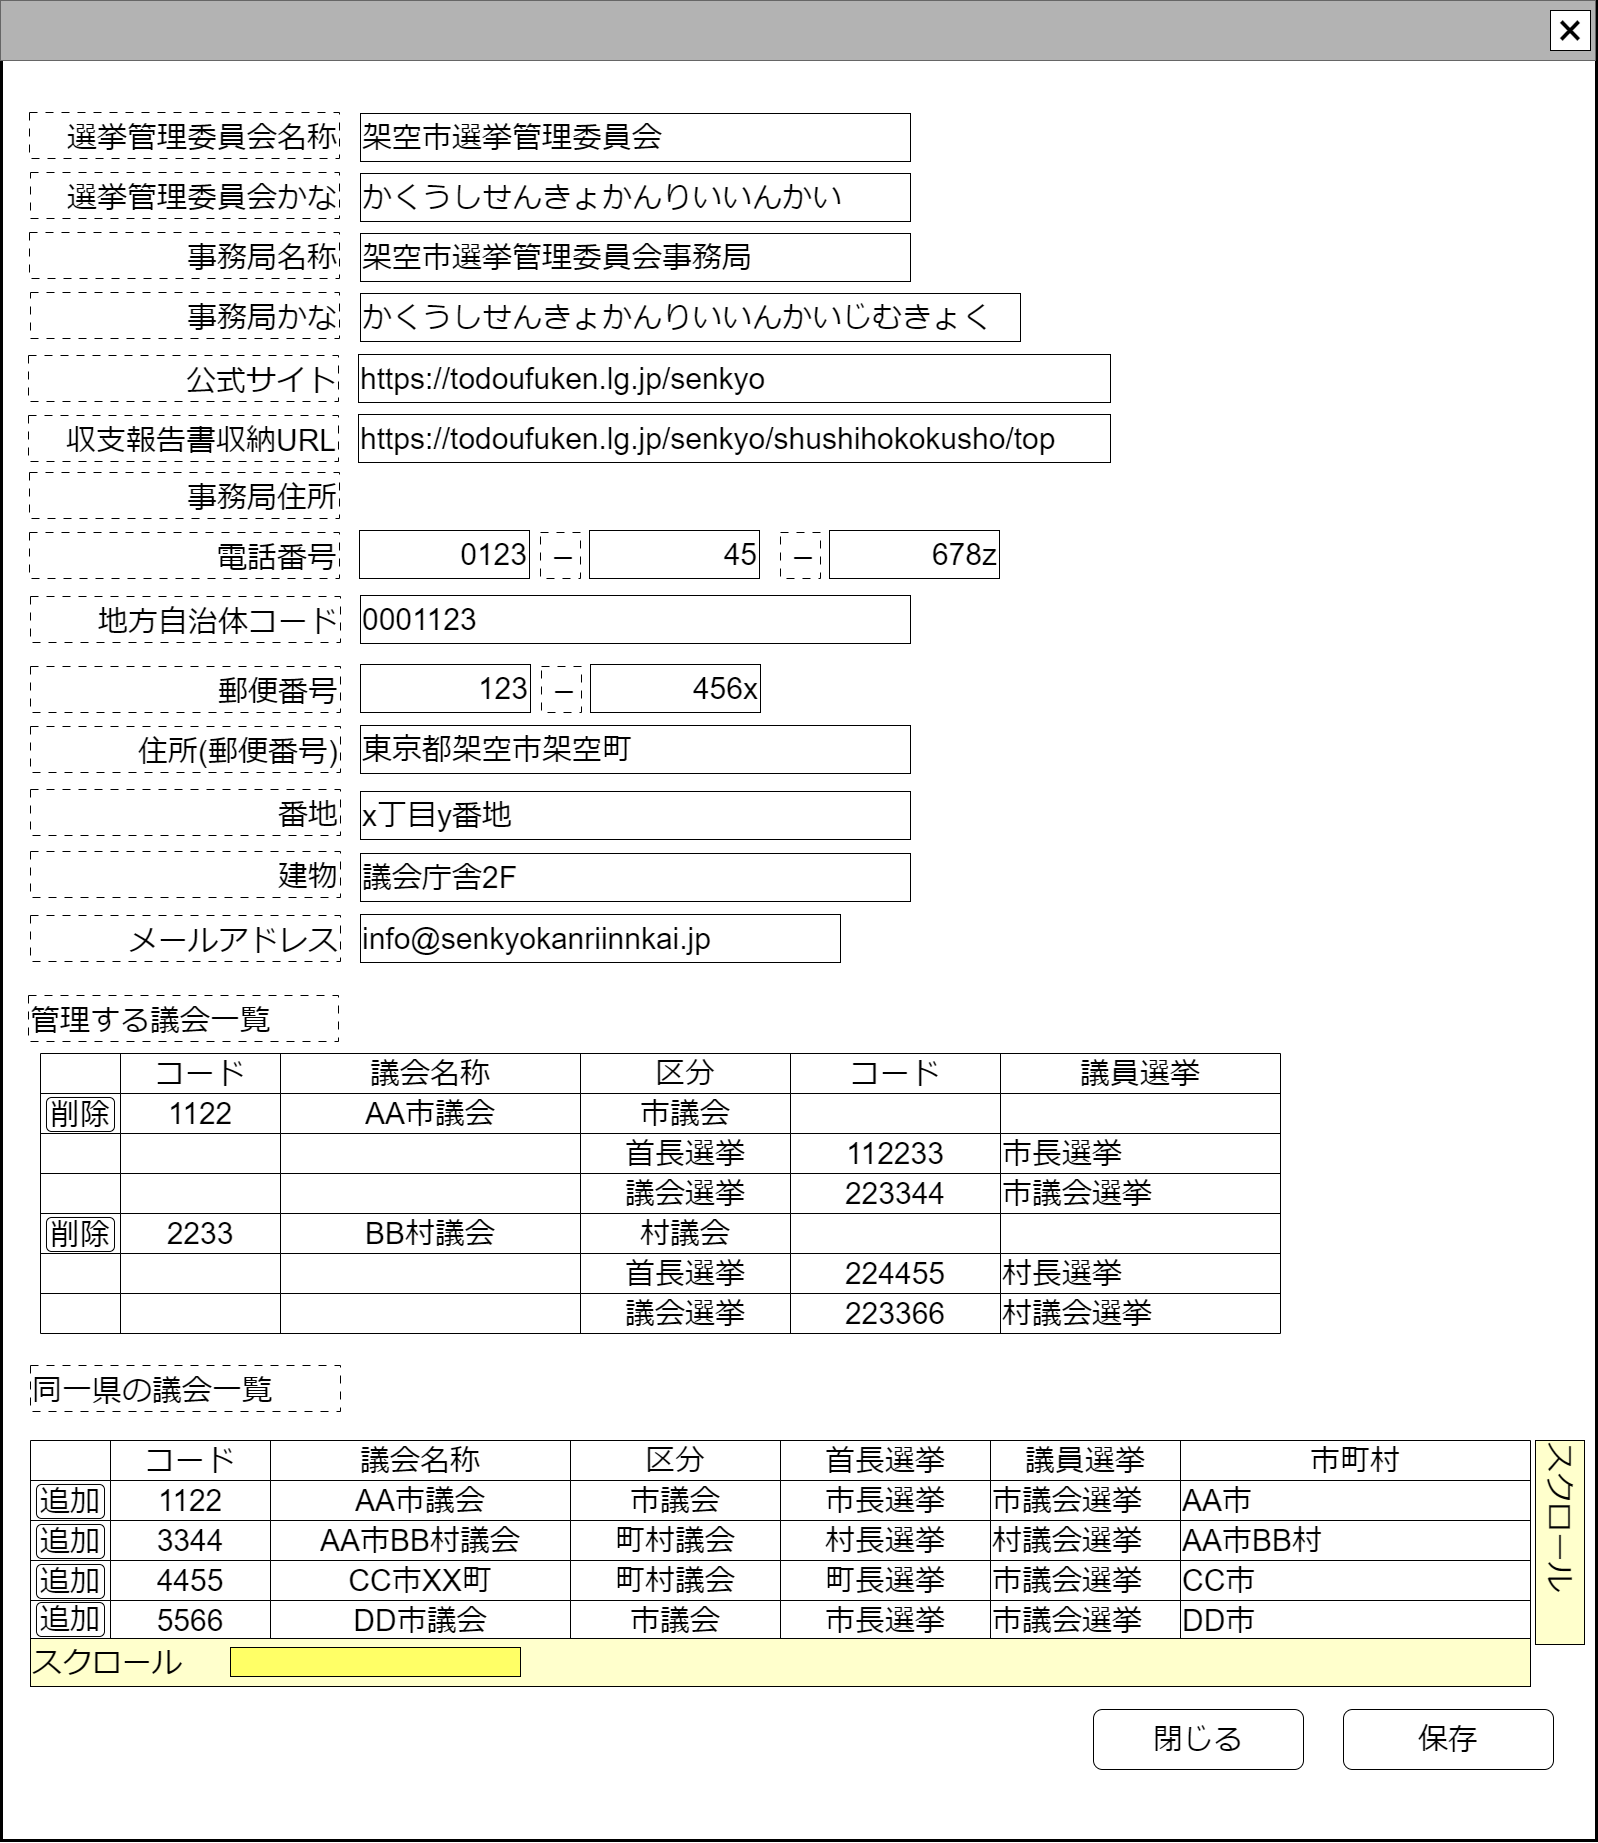 選挙管理委員会名称 架空市選挙管理委員会
選挙管理委員会かな かくうしせんきょかんりいいんかい
事務局名称 架空市選挙管理委員会事務局
事務局かな かくうしせんきょかんりいいんかいじむきょく
公式サイト https://todoufuken.lg.jp/senkyo
収支報告書収納URL https://todoufuken.lg.jp/senkyo/shushihokokusho/top
事務局住所
電話番号 0123 – 45 – 678z
地方自治体コード 0001123
郵便番号 123 – 456x
住所(郵便番号) 東京都架空市架空町
番地 x丁目y番地
建物 議会庁舎2F
メールアドレス info@senkyokanriinnkai.jp
管理する議会一覧
コード 議会名称 区分 コード 議員選挙
削除 1122 AA市議会 市議会
首長選挙 112233 市長選挙
議会選挙 223344 市議会選挙
削除 2233 BB村議会 村議会
首長選挙 224455 村長選挙
議会選挙 223366 村議会選挙
同一県の議会一覧
コード 議会名称 区分 首長選挙 議員選挙 市町村
追加 1122 AA市議会 市議会 市長選挙 市議会選挙 AA市
追加 3344 AA市BB村議会 町村議会 村長選挙 村議会選挙 AA市BB村
追加 4455 CC市XX町 町村議会 町長選挙 市議会選挙 CC市
追加 5566 DD市議会 市議会 市長選挙 市議会選挙 DD市
スクロール
スクロール
閉じる 保存